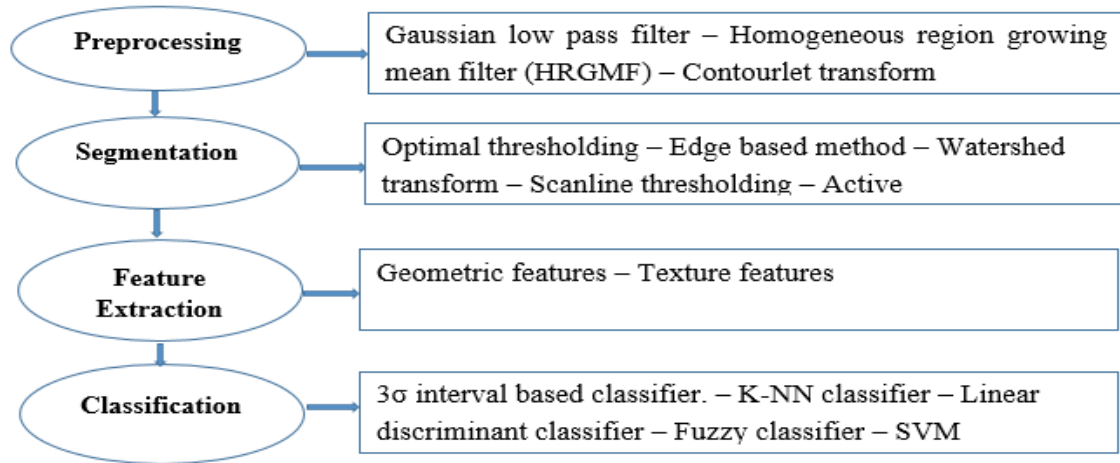 Preprocessing
Gaussian low pass filter – Homogeneous region growing
mean filter (HRGMF) – Contourlet transform
Segmentation
Optimal thresholding – Edge based method – Watershed
transform – Scanline thresholding – Active
Feature
Extraction
Geometric features – Texture features
Classification
3σ interval based classifier. – K-NN classifier – Linear
discriminant classifier – Fuzzy classifier – SVM